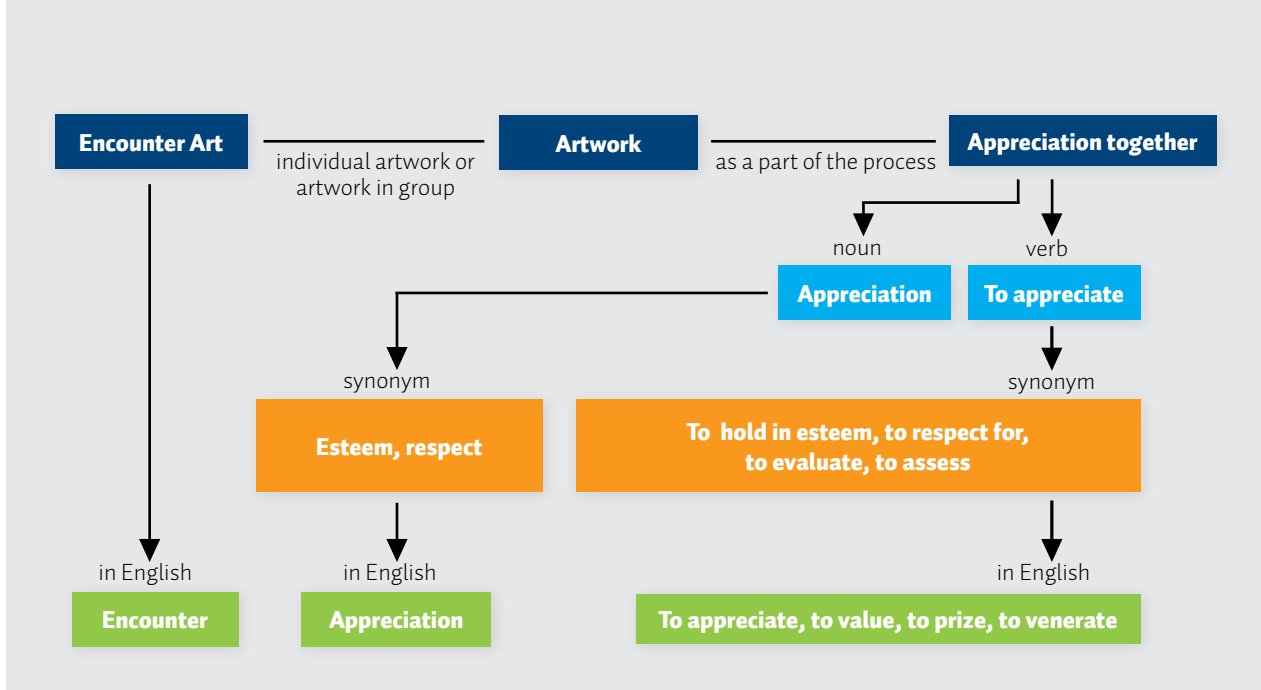 Encounter Art
individual artwork or
artwork in group
Artwork
as a part of the process
Appreciation together
noun
verb
Appreciation
To appreciate
synonym
synonym
Esteem, respect
To hold in esteem, to respect for,
to evaluate, to assess
in English
in English
in English
Encounter
Appreciation
To appreciate, to value, to prize, to venerate